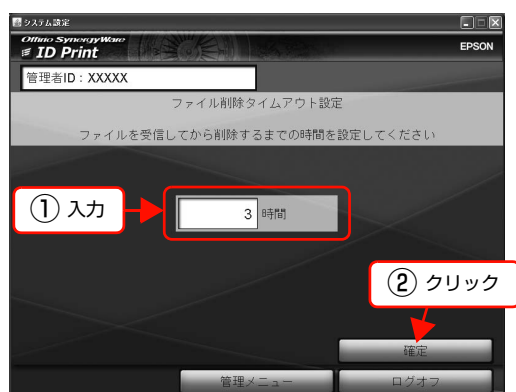 システム設定
Offirio SynergyWare
ID Print
EPSON
管理者ID：XXXXX
ファイル削除タイムアウト設定
ファイルを受信してから削除するまでの時間を設定してください
① 入力
3 時間
② クリック
確定
管理メニュー
ログオフ